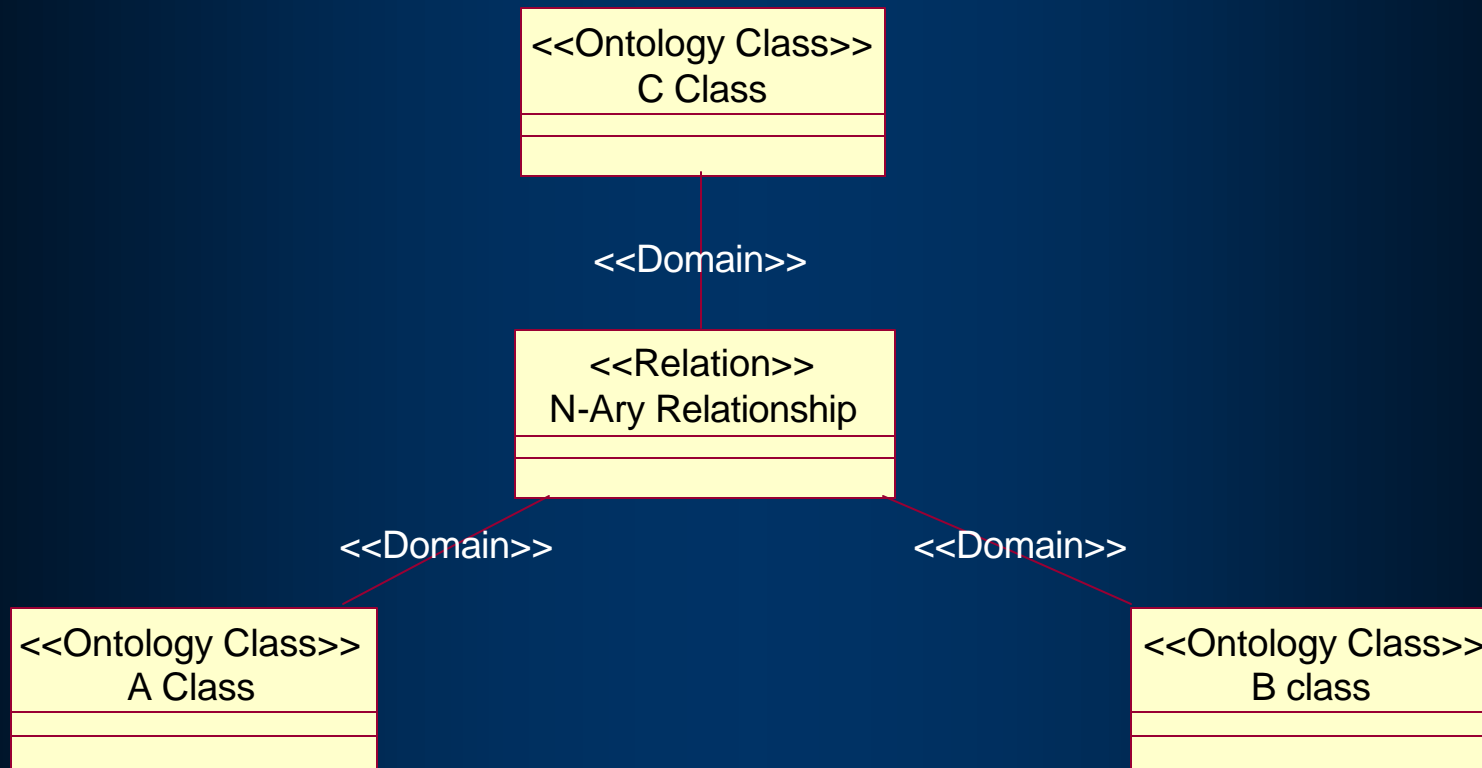 <<Ontology Class>>
C Class
<<Domain>>
<<Relation>>
N-Ary Relationship
<<Domain>>
<<Domain>>
<<Ontology Class>>
A Class
<<Ontology Class>>
B class